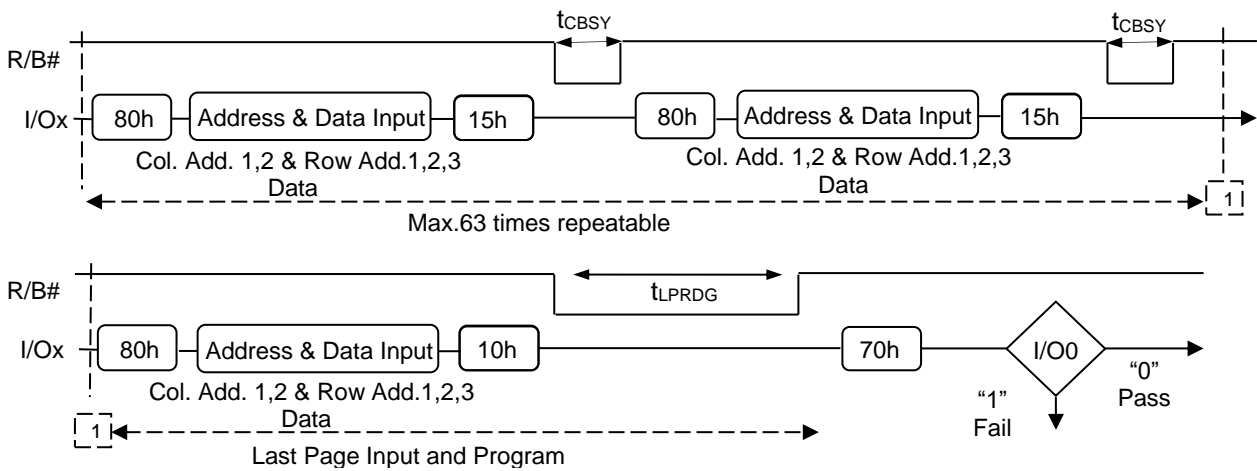 tCBSY tCBSY
R/B#
I/Ox 80h Address & Data Input 15h 80h Address & Data Input 15h
Col. Add. 1,2 & Row Add.1,2,3 Col. Add. 1,2 & Row Add.1,2,3
Data Data
1
Max.63 times repeatable
R/B#
tLPRDG
I/Ox 80h Address & Data Input 10h 70h I/O0
“0”
Pass
Col. Add. 1,2 & Row Add.1,2,3
“1”
Fail
Data
1
Last Page Input and Program